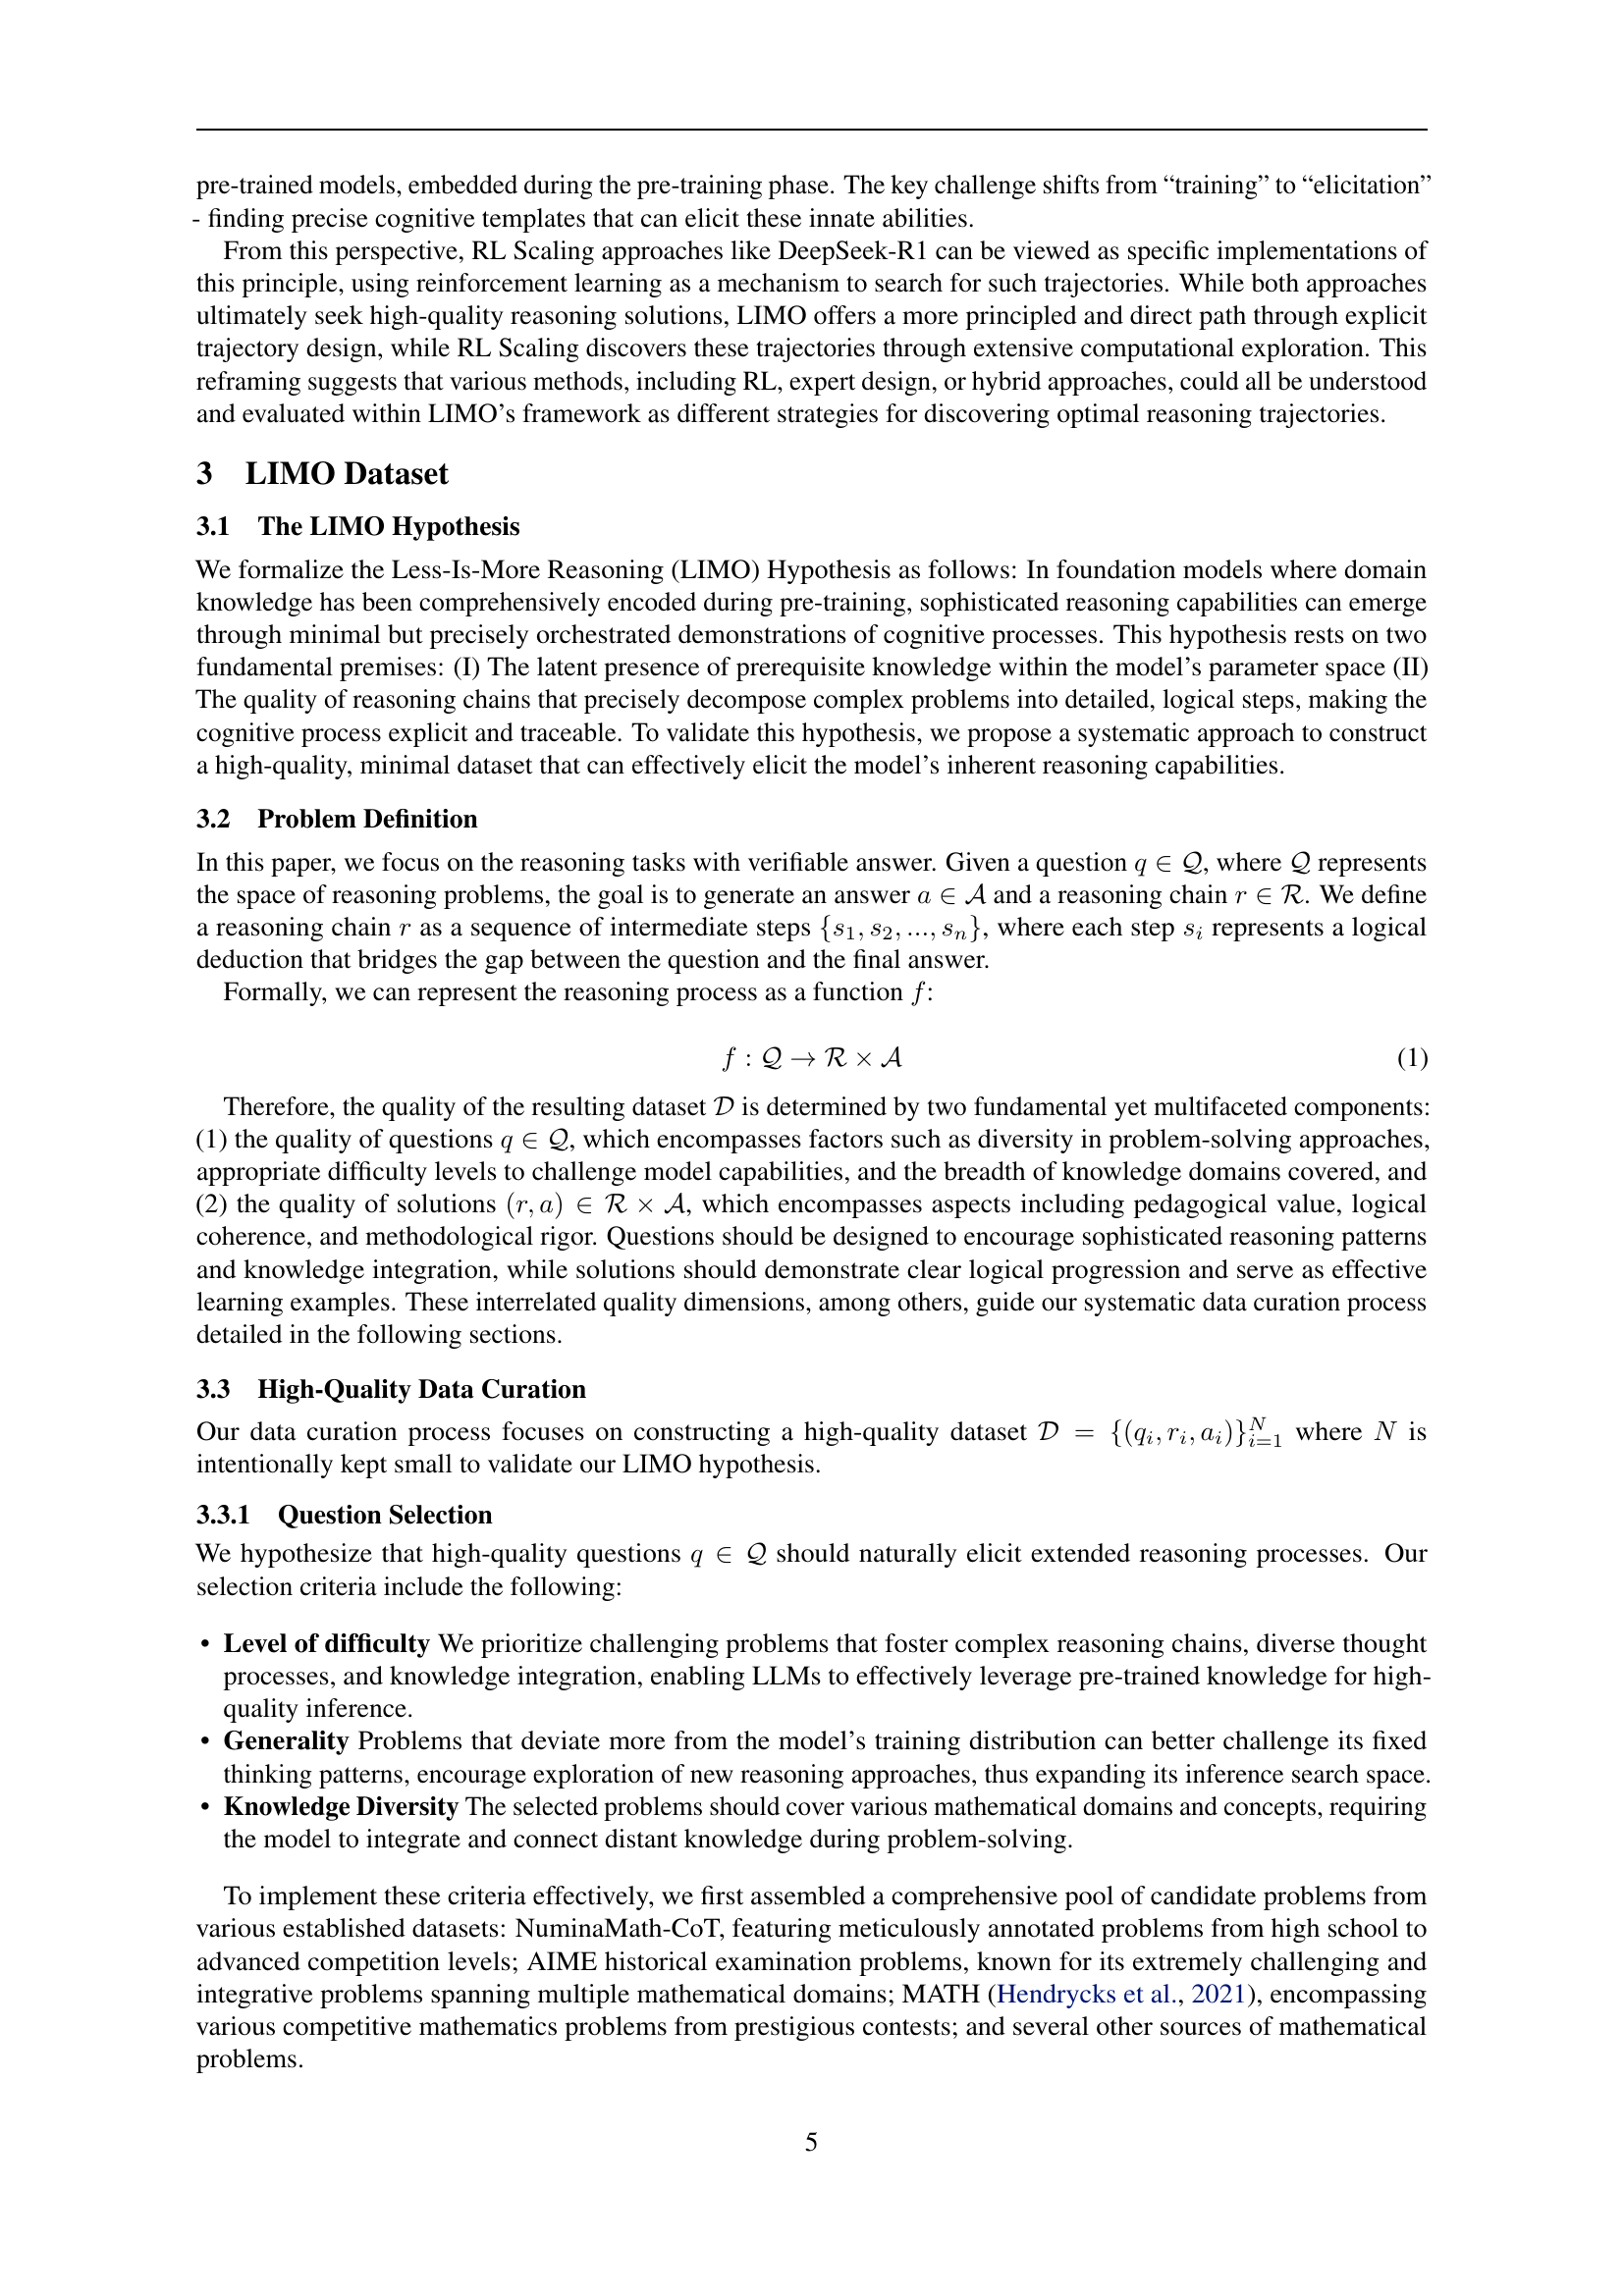 pre-trained models, embedded during the pre-training phase. The key challenge shifts from “training” to “elicitation”
- finding precise cognitive templates that can elicit these innate abilities.
From this perspective, RL Scaling approaches like DeepSeek-R1 can be viewed as specific implementations of
this principle, using reinforcement learning as a mechanism to search for such trajectories. While both approaches
ultimately seek high-quality reasoning solutions, LIMO offers a more principled and direct path through explicit
trajectory design, while RL Scaling discovers these trajectories through extensive computational exploration. This
reframing suggests that various methods, including RL, expert design, or hybrid approaches, could all be understood
and evaluated within LIMO’s framework as different strategies for discovering optimal reasoning trajectories.
3 LIMO Dataset
3.1 The LIMO Hypothesis
We formalize the Less-Is-More Reasoning (LIMO) Hypothesis as follows: In foundation models where domain
knowledge has been comprehensively encoded during pre-training, sophisticated reasoning capabilities can emerge
through minimal but precisely orchestrated demonstrations of cognitive processes. This hypothesis rests on two
fundamental premises: (I) The latent presence of prerequisite knowledge within the model’s parameter space (II)
The quality of reasoning chains that precisely decompose complex problems into detailed, logical steps, making the
cognitive process explicit and traceable. To validate this hypothesis, we propose a systematic approach to construct
a high-quality, minimal dataset that can effectively elicit the model’s inherent reasoning capabilities.
3.2 Problem Definition
In this paper, we focus on the reasoning tasks with verifiable answer. Given a question q ∈ 𝒬, where 𝒬 represents
the space of reasoning problems, the goal is to generate an answer a ∈ 𝒜 and a reasoning chain r ∈ ℛ. We define
a reasoning chain r as a sequence of intermediate steps {s₁, s₂, ..., sₙ}, where each step sᵢ represents a logical
deduction that bridges the gap between the question and the final answer.
Formally, we can represent the reasoning process as a function f:
f : 𝒬 → ℛ × 𝒜 (1)
Therefore, the quality of the resulting dataset 𝒟 is determined by two fundamental yet multifaceted components:
(1) the quality of questions q ∈ 𝒬, which encompasses factors such as diversity in problem-solving approaches,
appropriate difficulty levels to challenge model capabilities, and the breadth of knowledge domains covered, and
(2) the quality of solutions (r, a) ∈ ℛ × 𝒜, which encompasses aspects including pedagogical value, logical
coherence, and methodological rigor. Questions should be designed to encourage sophisticated reasoning patterns
and knowledge integration, while solutions should demonstrate clear logical progression and serve as effective
learning examples. These interrelated quality dimensions, among others, guide our systematic data curation process
detailed in the following sections.
3.3 High-Quality Data Curation
Our data curation process focuses on constructing a high-quality dataset 𝒟 = {(qᵢ, rᵢ, aᵢ)}ᵢ₌₁ᴺ where N is
intentionally kept small to validate our LIMO hypothesis.
3.3.1 Question Selection
We hypothesize that high-quality questions q ∈ 𝒬 should naturally elicit extended reasoning processes. Our
selection criteria include the following:
• Level of difficulty We prioritize challenging problems that foster complex reasoning chains, diverse thought
processes, and knowledge integration, enabling LLMs to effectively leverage pre-trained knowledge for high-
quality inference.
• Generality Problems that deviate more from the model’s training distribution can better challenge its fixed
thinking patterns, encourage exploration of new reasoning approaches, thus expanding its inference search space.
• Knowledge Diversity The selected problems should cover various mathematical domains and concepts, requiring
the model to integrate and connect distant knowledge during problem-solving.
To implement these criteria effectively, we first assembled a comprehensive pool of candidate problems from
various established datasets: NuminaMath-CoT, featuring meticulously annotated problems from high school to
advanced competition levels; AIME historical examination problems, known for its extremely challenging and
integrative problems spanning multiple mathematical domains; MATH (Hendrycks et al., 2021), encompassing
various competitive mathematics problems from prestigious contests; and several other sources of mathematical
problems.
5